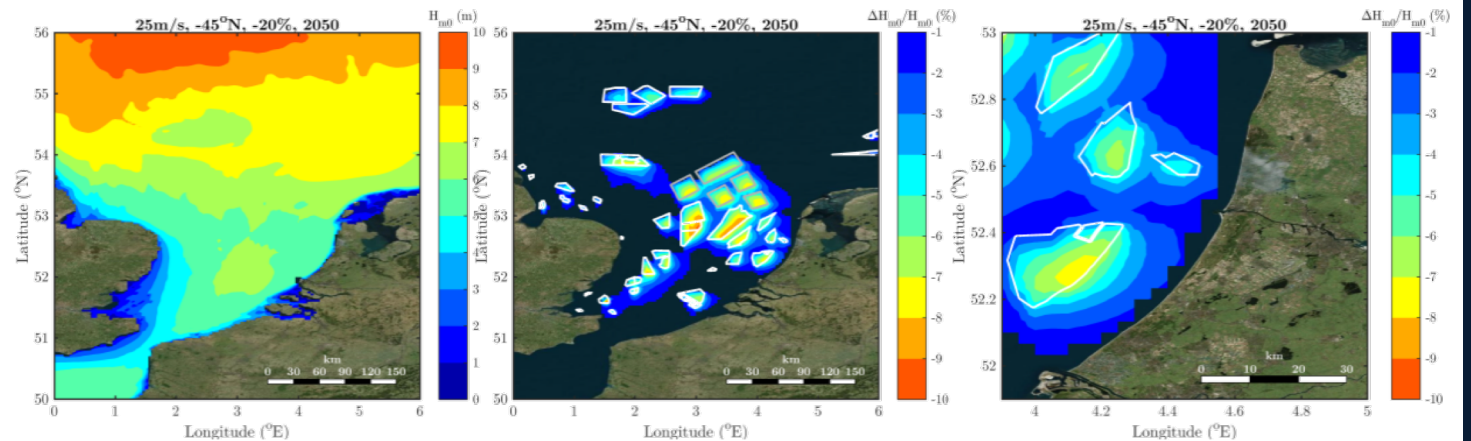 25m/s, -45°N, -20%, 2050
H_m0 (m)
56
55
54
53
52
51
50
Latitude (°N)
0 1 2 3 4 5 6
Longitude (°E)
km
0 30 60 90 120 150
10
9
8
7
6
5
4
3
2
1
0
25m/s, -45°N, -20%, 2050
ΔH_m0/H_m0 (%)
56
55
54
53
52
51
50
Latitude (°N)
0 1 2 3 4 5 6
Longitude (°E)
km
0 30 60 90 120 150
-1
-2
-3
-4
-5
-6
-7
-8
-9
-10
25m/s, -45°N, -20%, 2050
ΔH_m0/H_m0 (%)
53
52.8
52.6
52.4
52.2
52
Latitude (°N)
4 4.2 4.4 4.6 4.8 5
Longitude (°E)
km
0 10 20 30
-1
-2
-3
-4
-5
-6
-7
-8
-9
-10